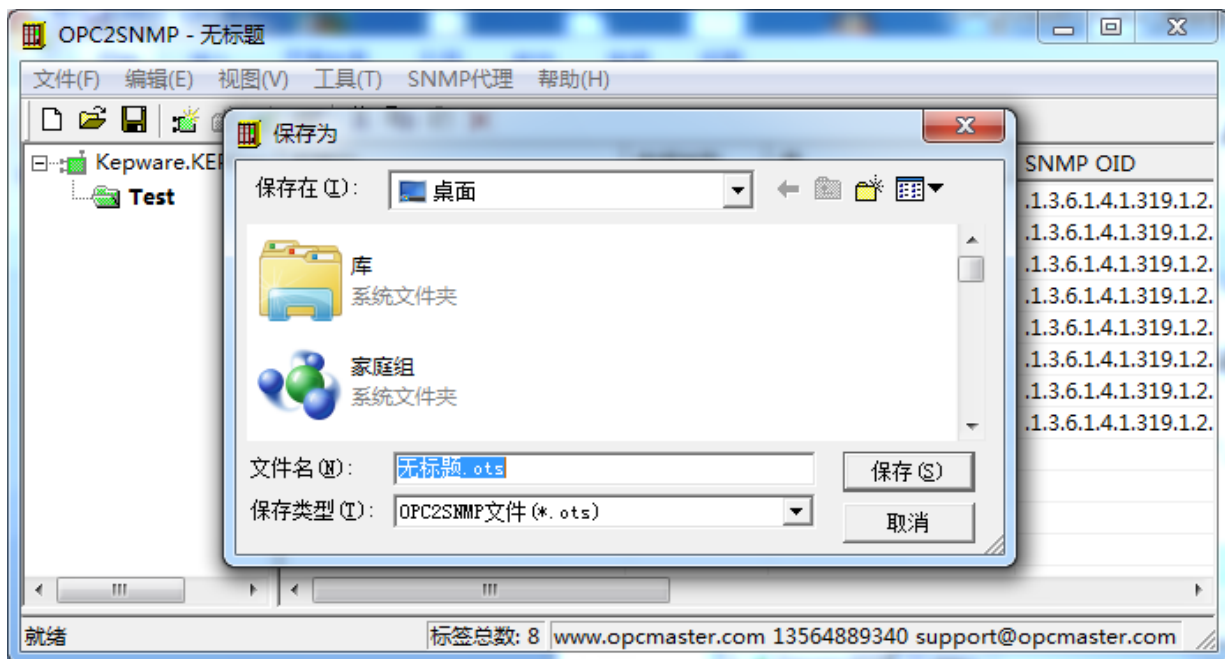 OPC2SNMP - 无标题
文件(F) 编辑(E) 视图(V) 工具(T) SNMP代理 帮助(H)
保存为
Kepware.KEP
Test
保存在(I):
桌面
库
系统文件夹
家庭组
系统文件夹
文件名(N):
无标题.ots
保存(S)
保存类型(T):
OPC2SNMP文件(*.ots)
取消
SNMP OID
.1.3.6.1.4.1.319.1.2.
.1.3.6.1.4.1.319.1.2.
.1.3.6.1.4.1.319.1.2.
.1.3.6.1.4.1.319.1.2.
.1.3.6.1.4.1.319.1.2.
.1.3.6.1.4.1.319.1.2.
.1.3.6.1.4.1.319.1.2.
.1.3.6.1.4.1.319.1.2.
就绪
标签总数: 8
www.opcmaster.com 13564889340 support@opcmaster.com